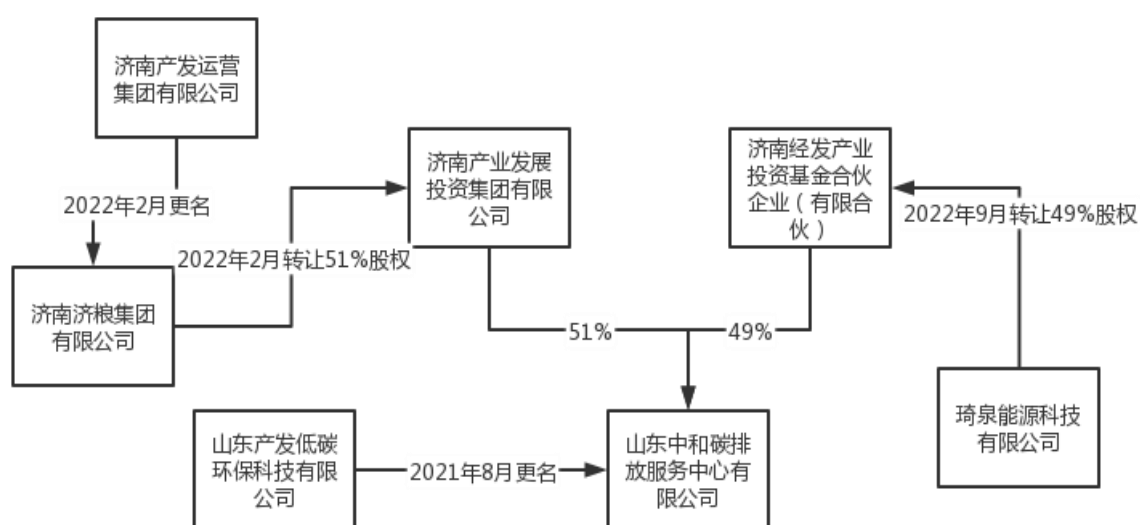 济南产发运营
集团有限公司
2022年2月更名
济南济粮集团
有限公司
2022年2月转让51%股权
济南产业发展
投资集团有限
公司
济南经发产业
投资基金合伙
企业（有限合
伙）
2022年9月转让49%股权
琦泉能源科技
有限公司
51%
49%
山东产发低碳
环保科技有限
公司
2021年8月更名
山东中和碳排
放服务中心有
限公司